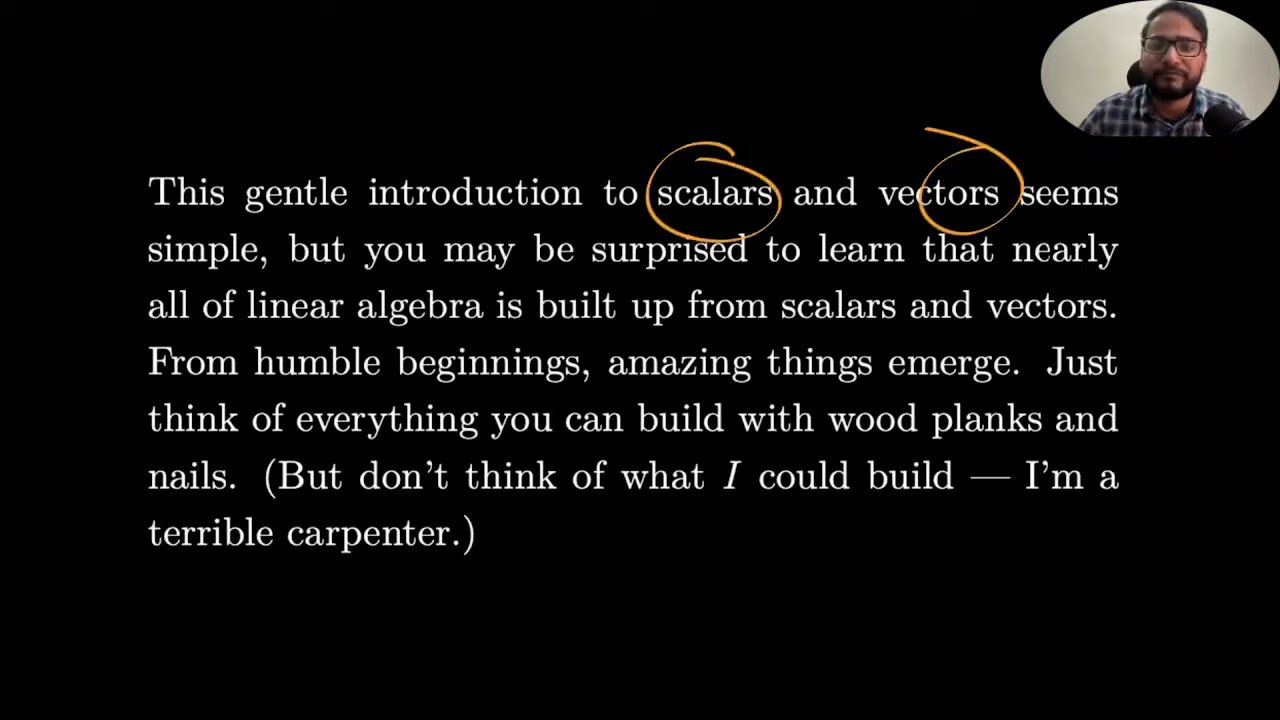 This gentle introduction to scalars and vectors seems
simple, but you may be surprised to learn that nearly
all of linear algebra is built up from scalars and vectors.
From humble beginnings, amazing things emerge. Just
think of everything you can build with wood planks and
nails. (But don't think of what I could build — I'm a
terrible carpenter.)